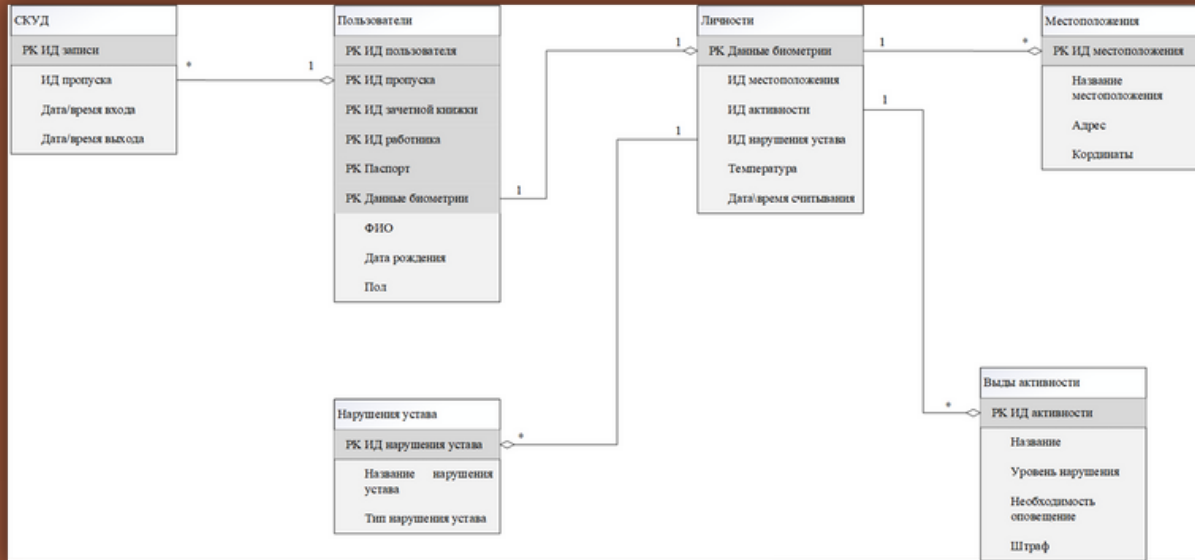 СКУД
РК ИД записи
ИД пропуска
Дата/время входа
Дата/время выхода
*
1
Пользователи
РК ИД пользователя
РК ИД пропуска
РК ИД зачетной книжки
РК ИД работника
РК Паспорт
РК Данные биометрии
ФИО
Дата рождения
Пол
1
1
Личности
РК Данные биометрии
ИД местоположения
ИД активности
ИД нарушения устава
Температура
Дата\время считывания
1
*
1
1
Местоположения
РК ИД местоположения
Название
местоположения
Адрес
Кординаты
Нарушения устава
РК ИД нарушения устава
Название нарушения
устава
Тип нарушения устава
*
*
Выды активности
РК ИД активности
Название
Уровень нарушения
Необходимость
оповещение
Штраф